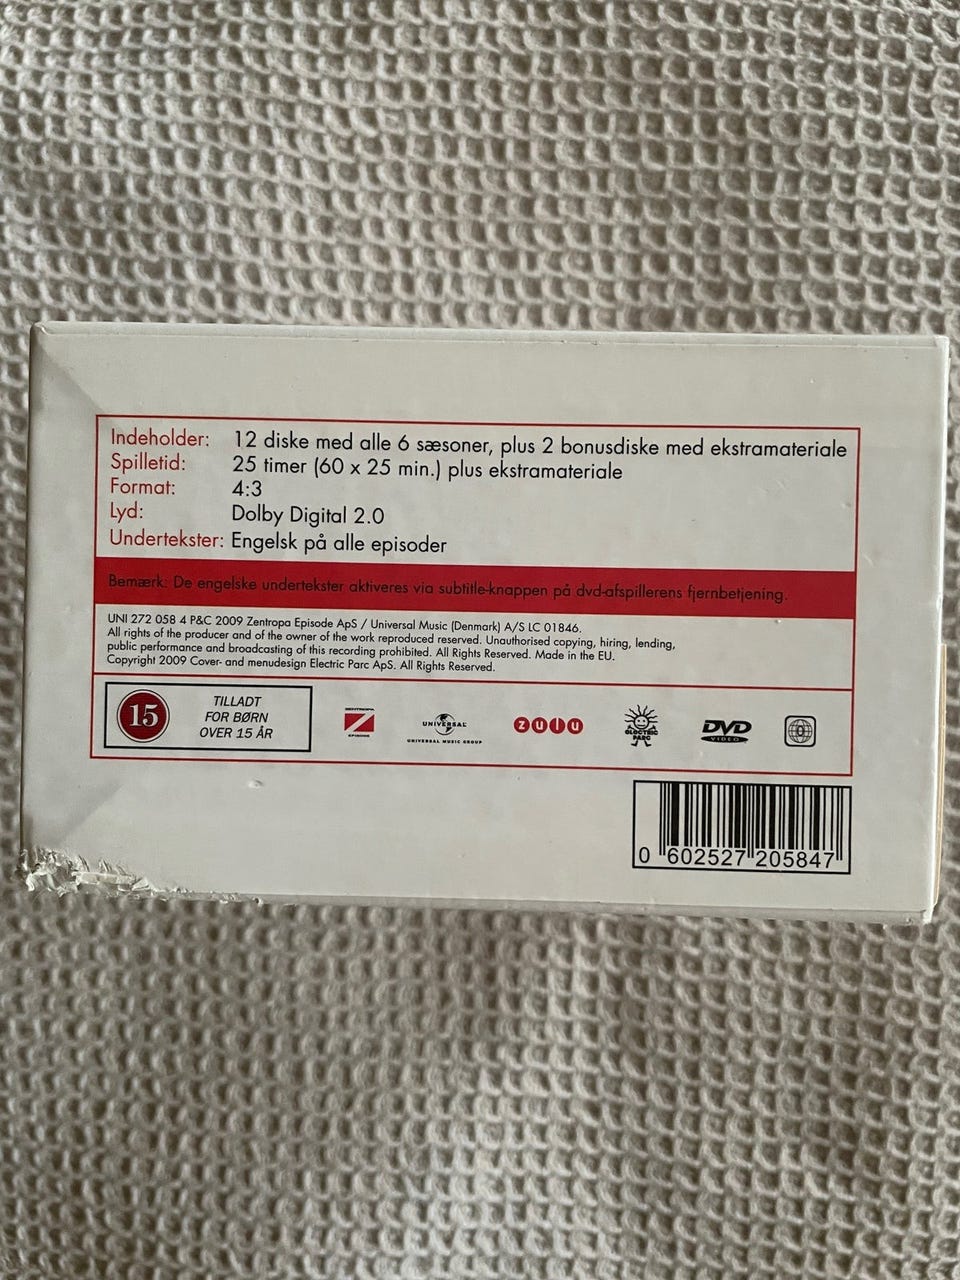 Indeholder: 12 diske med alle 6 sæsoner, plus 2 bonusdiske med ekstramateriale
Spilletid: 25 timer (60 x 25 min.) plus ekstramateriale
Format: 4:3
Lyd: Dolby Digital 2.0
Undertekster: Engelsk på alle episoder
Bemærk: De engelske undertekster aktiveres via subtitle-knappen på dvd-afspillerens fjernbetjening.
UNI 272 058 4 P&C 2009 Zentropa Episode ApS / Universal Music (Denmark) A/S LC 01846.
All rights of the producer and of the owner of the work reproduced reserved. Unauthorised copying, hiring, lending,
public performance and broadcasting of this recording prohibited. All Rights Reserved. Made in the EU.
Copyright 2009 Cover- and menudesign Electric Parc ApS. All Rights Reserved.
15
TILLADT
FOR BØRN
OVER 15 ÅR
ZENTROPA
EPISODE
UNIVERSAL
UNIVERSAL MUSIC GROUP
ZULU
ELECTRIC
PARC
DVD
VIDEO
0
0 602527 205847